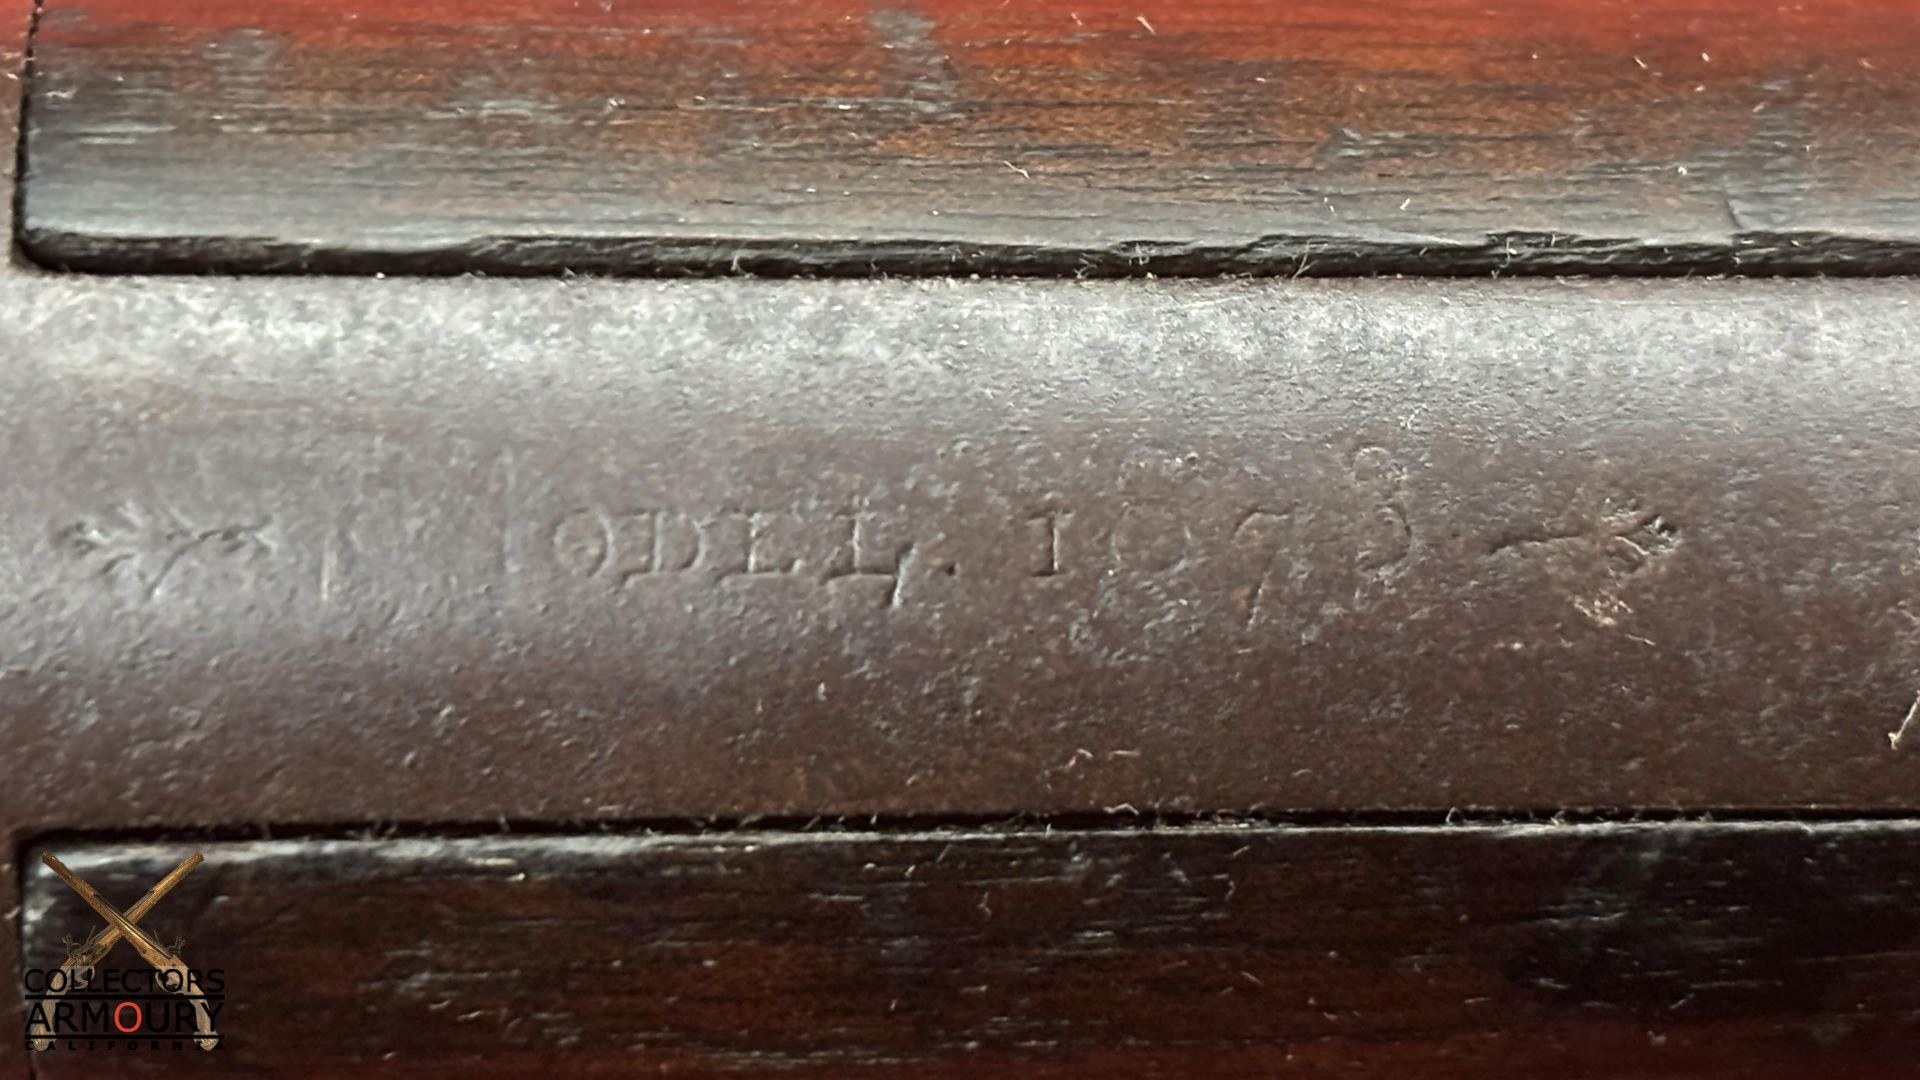 MODEL. 1873
COLLECTORS
ARMOURY
CALIFORNIA